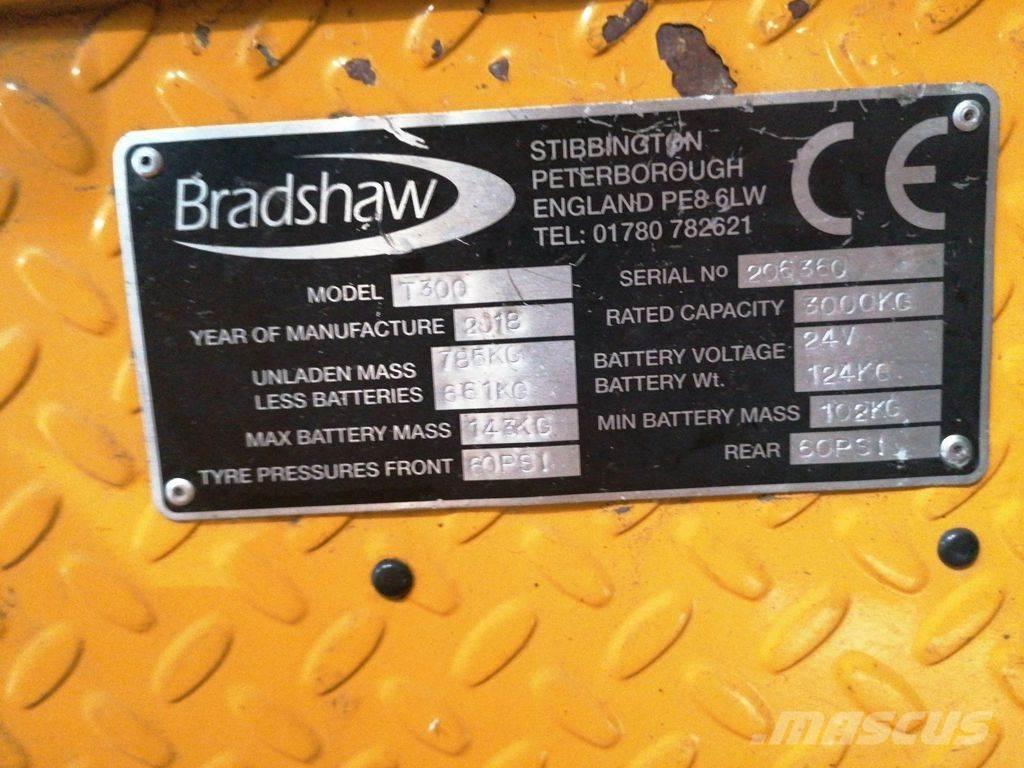 Bradshaw
STIBBINGTON
PETERBOROUGH
ENGLAND PE8 6LW
TEL: 01780 782621
CE
MODEL T300
SERIAL No 206360
YEAR OF MANUFACTURE 2018
RATED CAPACITY 3000KG
UNLADEN MASS 785KG
BATTERY VOLTAGE 24V
LESS BATTERIES 661KG
BATTERY Wt. 124KG
MAX BATTERY MASS 143KG
MIN BATTERY MASS 102KG
TYRE PRESSURES FRONT 60PSI
REAR 60PSI
MASCUS